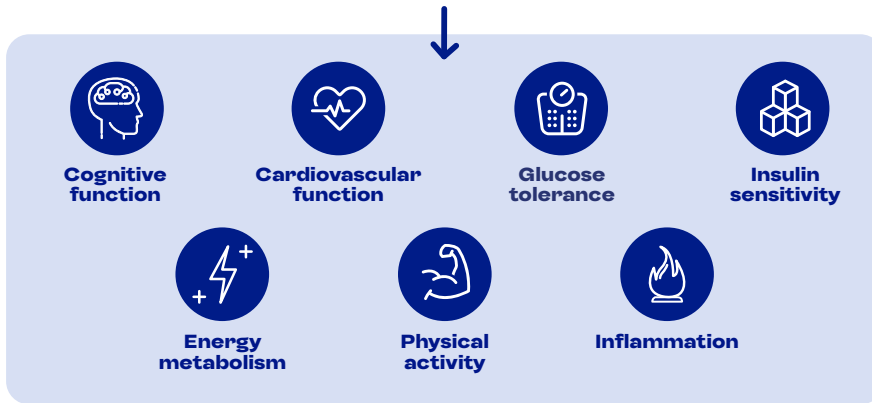 Cognitive
function
Cardiovascular
function
Glucose
tolerance
Insulin
sensitivity
Energy
metabolism
Physical
activity
Inflammation